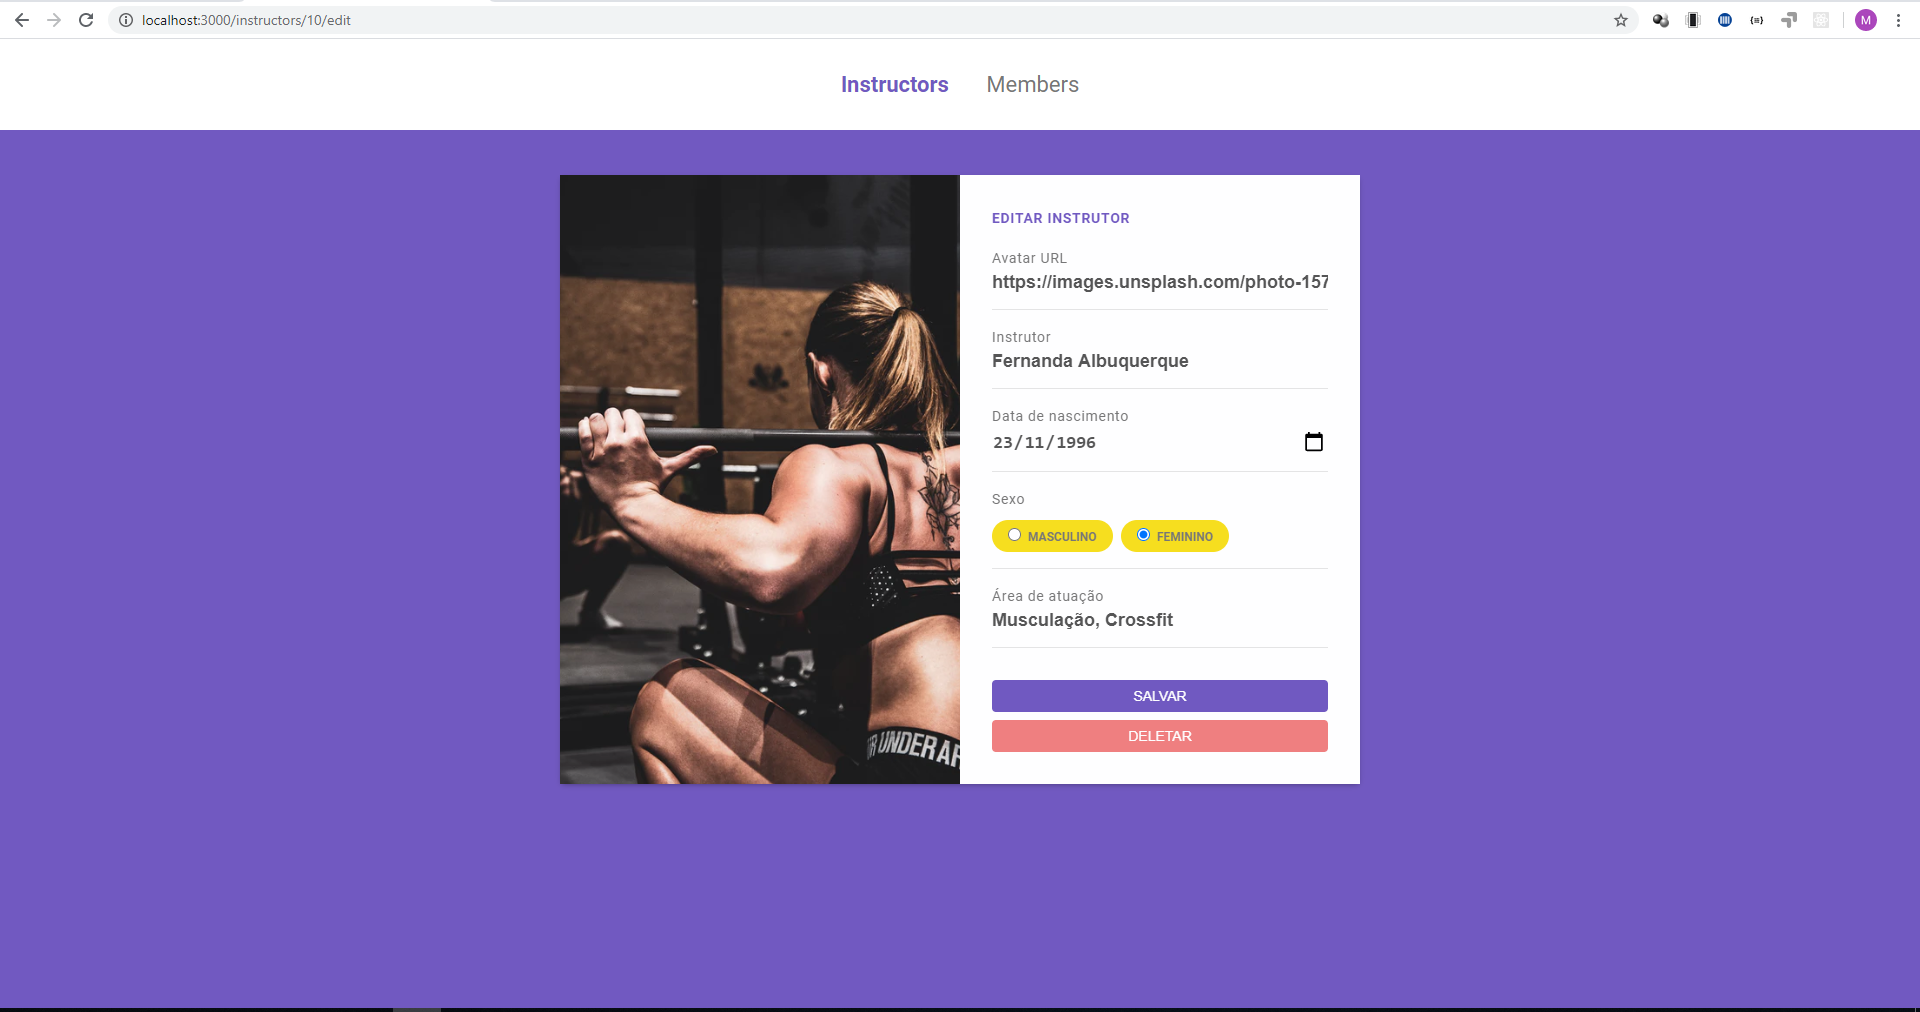 localhost:3000/instructors/10/edit
M
Instructors Members
EDITAR INSTRUTOR
Avatar URL
https://images.unsplash.com/photo-157
Instrutor
Fernanda Albuquerque
Data de nascimento
23/11/1996
Sexo
MASCULINO FEMININO
Área de atuação
Musculação, Crossfit
SALVAR
DELETAR
R UNDERAR